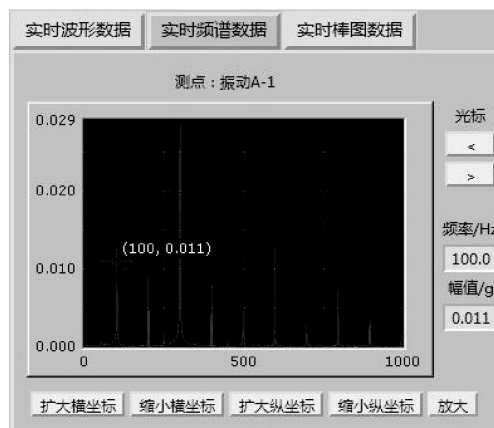 实时波形数据 实时频谱数据 实时棒图数据
测点：振动A-1
0.029
0.020
0.010
0.000
(100, 0.011)
0 500 1000
光标
<
>
频率/Hz
100.0
幅值/g
0.011
扩大横坐标 缩小横坐标 扩大纵坐标 缩小纵坐标 放大